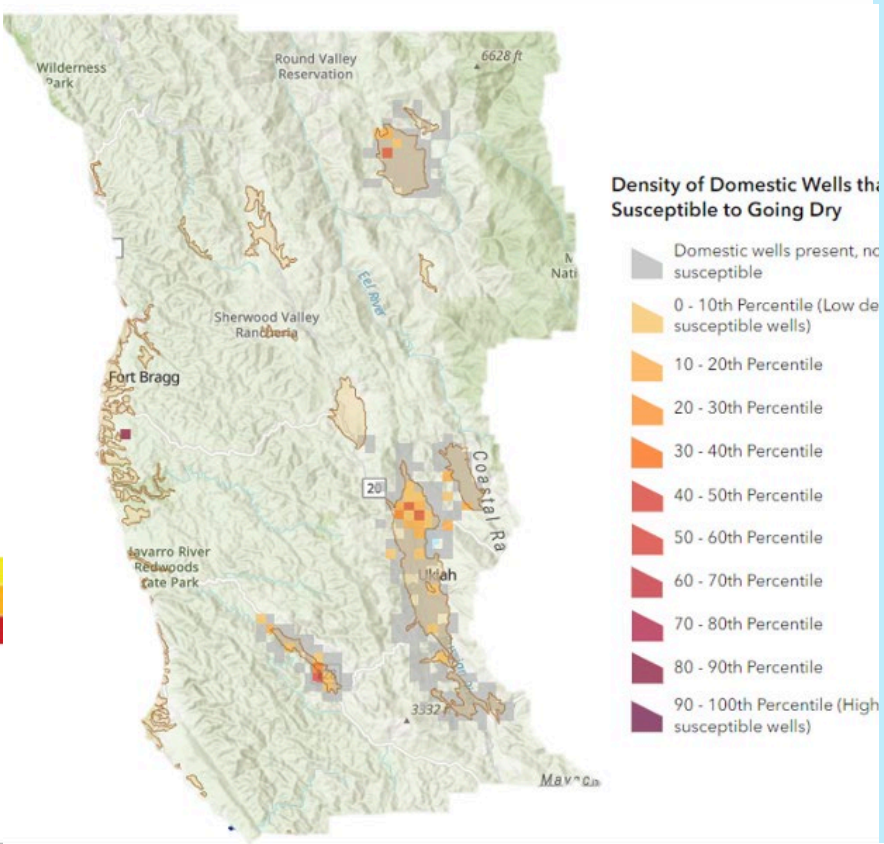 6628 ft
Round Valley
Reservation
Wilderness
Park
Eel River
Nati
Sherwood Valley
Rancheria
Fort Bragg
20
Coastal Ra
Ukiah
Navarro River
Redwoods
tate Park
3332
Density of Domestic Wells tha
Susceptible to Going Dry
Domestic wells present, no
susceptible
0 - 10th Percentile (Low de
susceptible wells)
10 - 20th Percentile
20 - 30th Percentile
30 - 40th Percentile
40 - 50th Percentile
50 - 60th Percentile
60 - 70th Percentile
70 - 80th Percentile
80 - 90th Percentile
90 - 100th Percentile (High
susceptible wells)